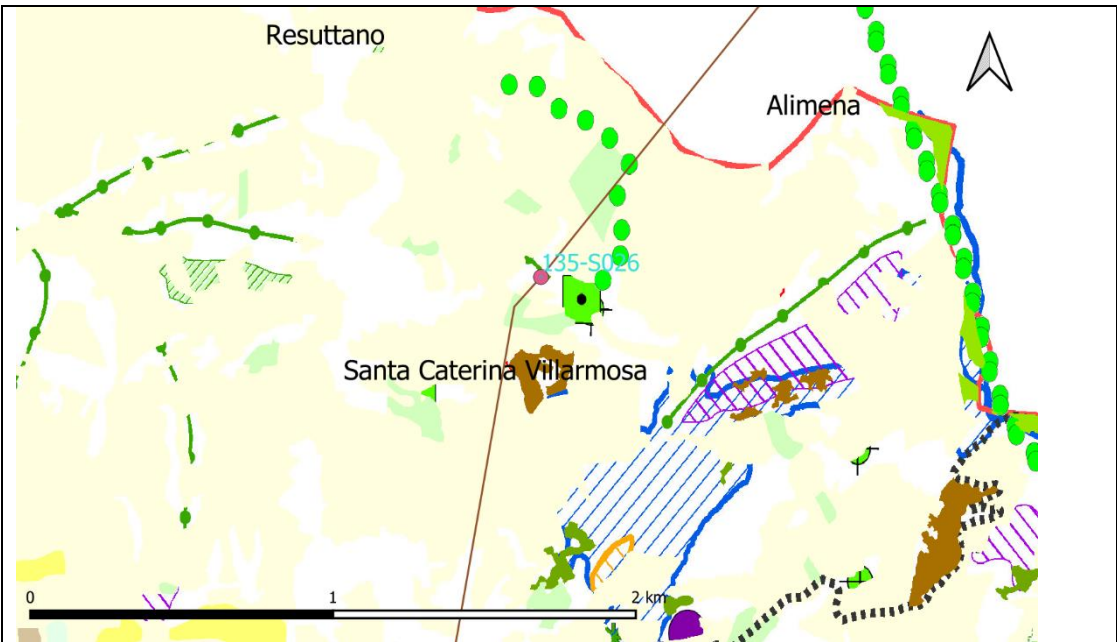 Resuttano
Alimena
135-S026
Santa Caterina Villarmosa
0 1 2 km